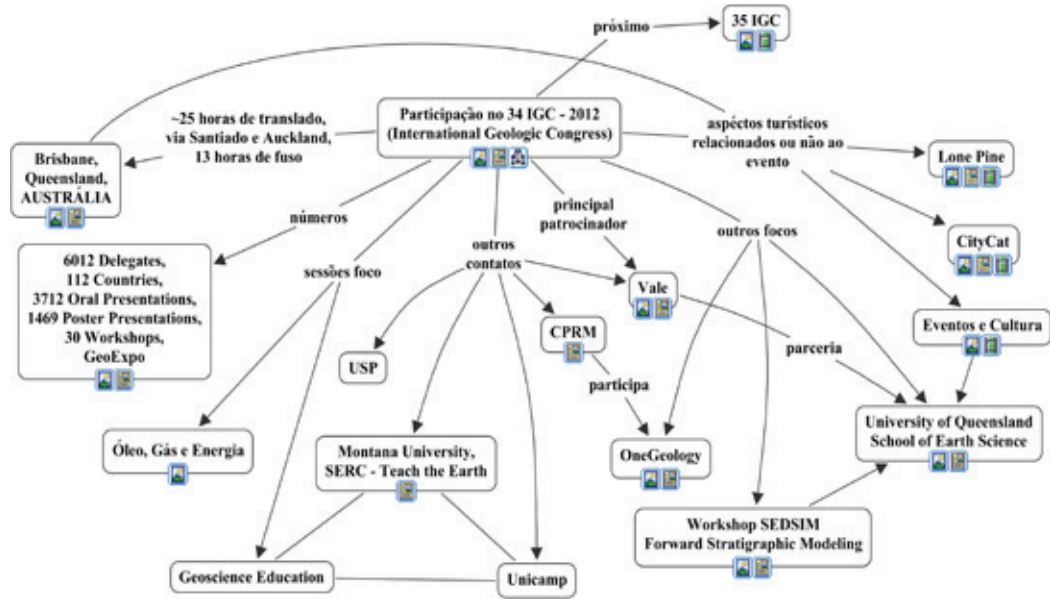 35 IGC
próximo
Participação no 34 IGC - 2012
(International Geologic Congress)
~25 horas de translado,
via Santiado e Auckland,
13 horas de fuso
aspéctos turísticos
relacionados ou não ao
evento
Lone Pine
Brisbane,
Queensland,
AUSTRÁLIA
números
principal
patrocinador
outros focos
CityCat
6012 Delegates,
112 Countries,
3712 Oral Presentations,
1469 Poster Presentations,
30 Workshops,
GeoExpo
sessões foco
outros
contatos
Vale
Eventos e Cultura
USP
CPRM
parceria
participa
University of Queensland
School of Earth Science
Óleo, Gás e Energia
Montana University,
SERC - Teach the Earth
OneGeology
Workshop SEDSIM
Forward Stratigraphic Modeling
Geoscience Education
Unicamp